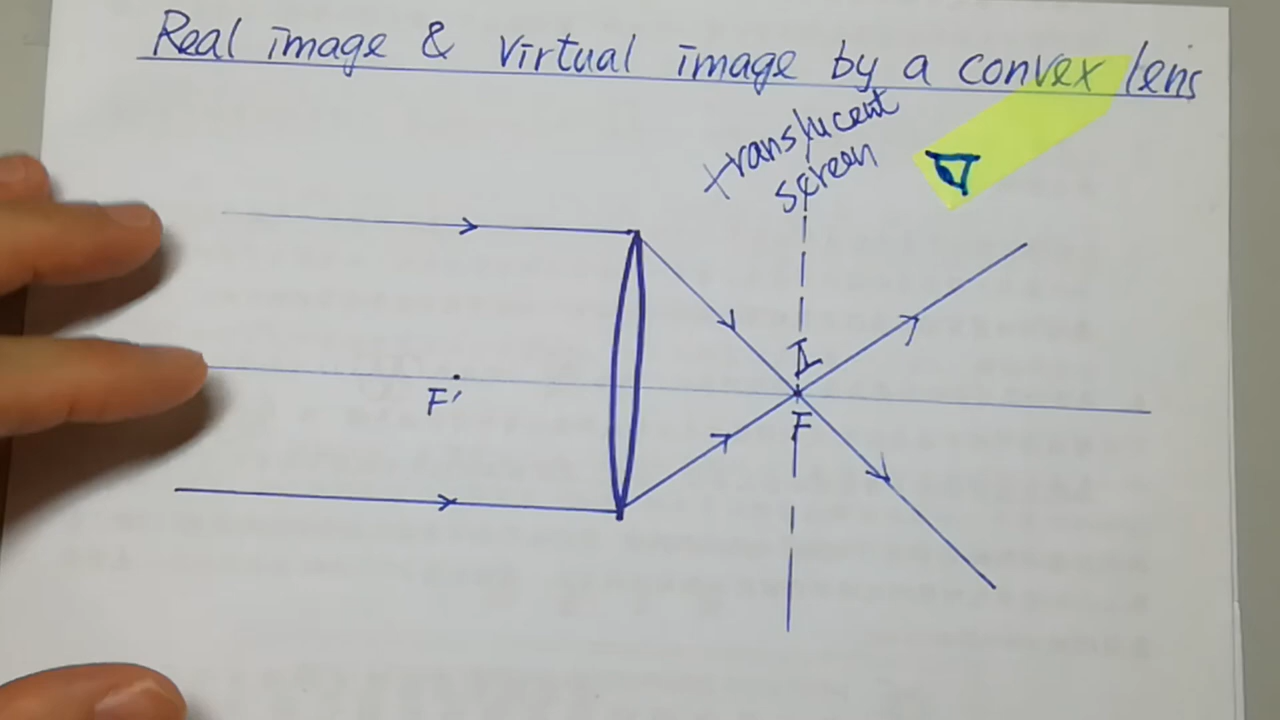 Real image & virtual image by a convex lens
translucent
screen
I
F'
F